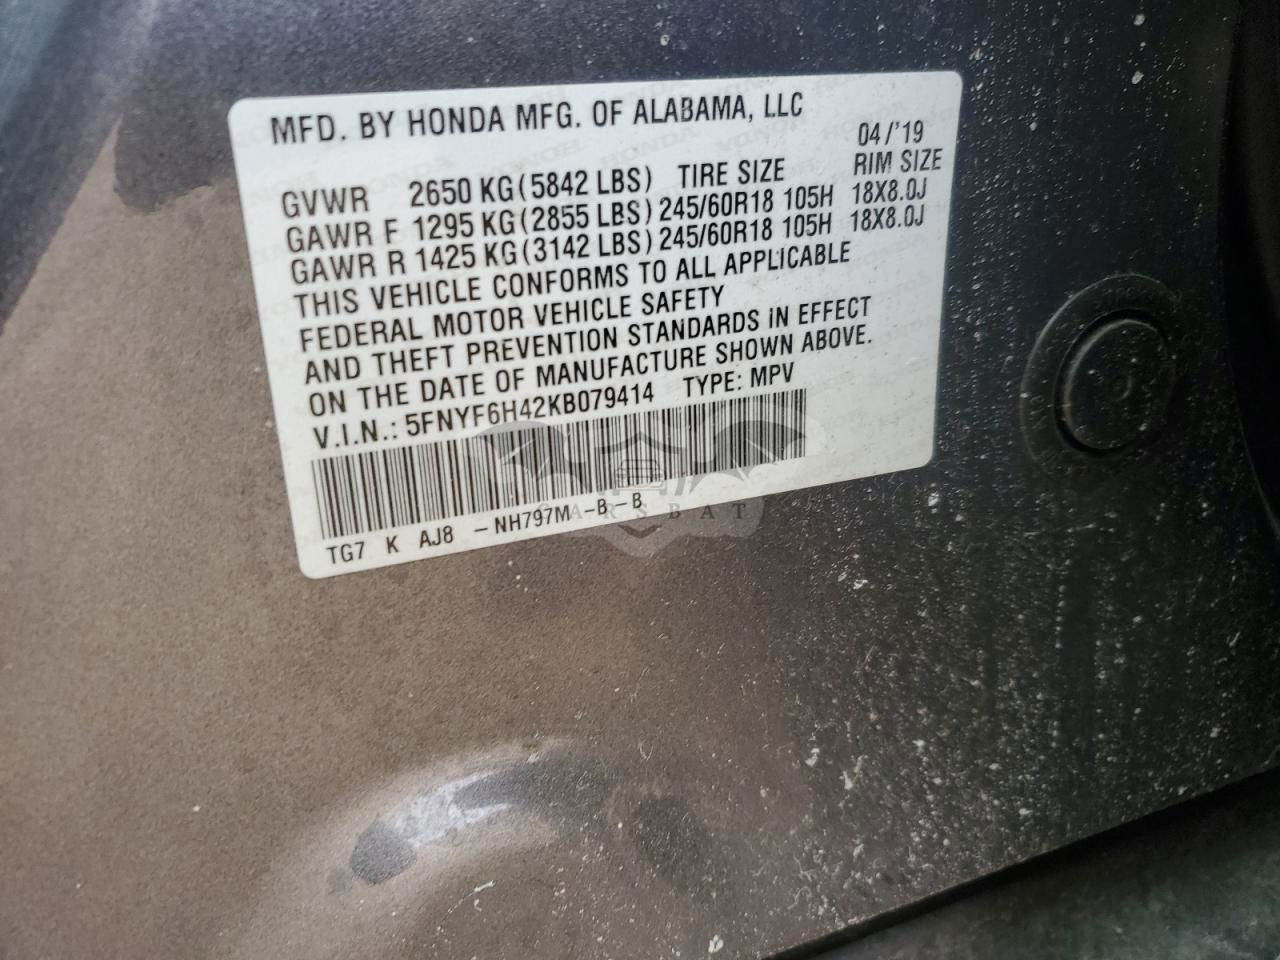 MFD. BY HONDA MFG. OF ALABAMA, LLC
04/'19
GVWR 2650 KG(5842 LBS) TIRE SIZE RIM SIZE
GAWR F 1295 KG(2855 LBS) 245/60R18 105H 18X8.0J
GAWR R 1425 KG(3142 LBS) 245/60R18 105H 18X8.0J
THIS VEHICLE CONFORMS TO ALL APPLICABLE
FEDERAL MOTOR VEHICLE SAFETY
AND THEFT PREVENTION STANDARDS IN EFFECT
ON THE DATE OF MANUFACTURE SHOWN ABOVE.
V.I.N.: 5FNYF6H42KB079414 TYPE: MPV
TG7 K AJ8 -NH797M -B-B
CARSBAT